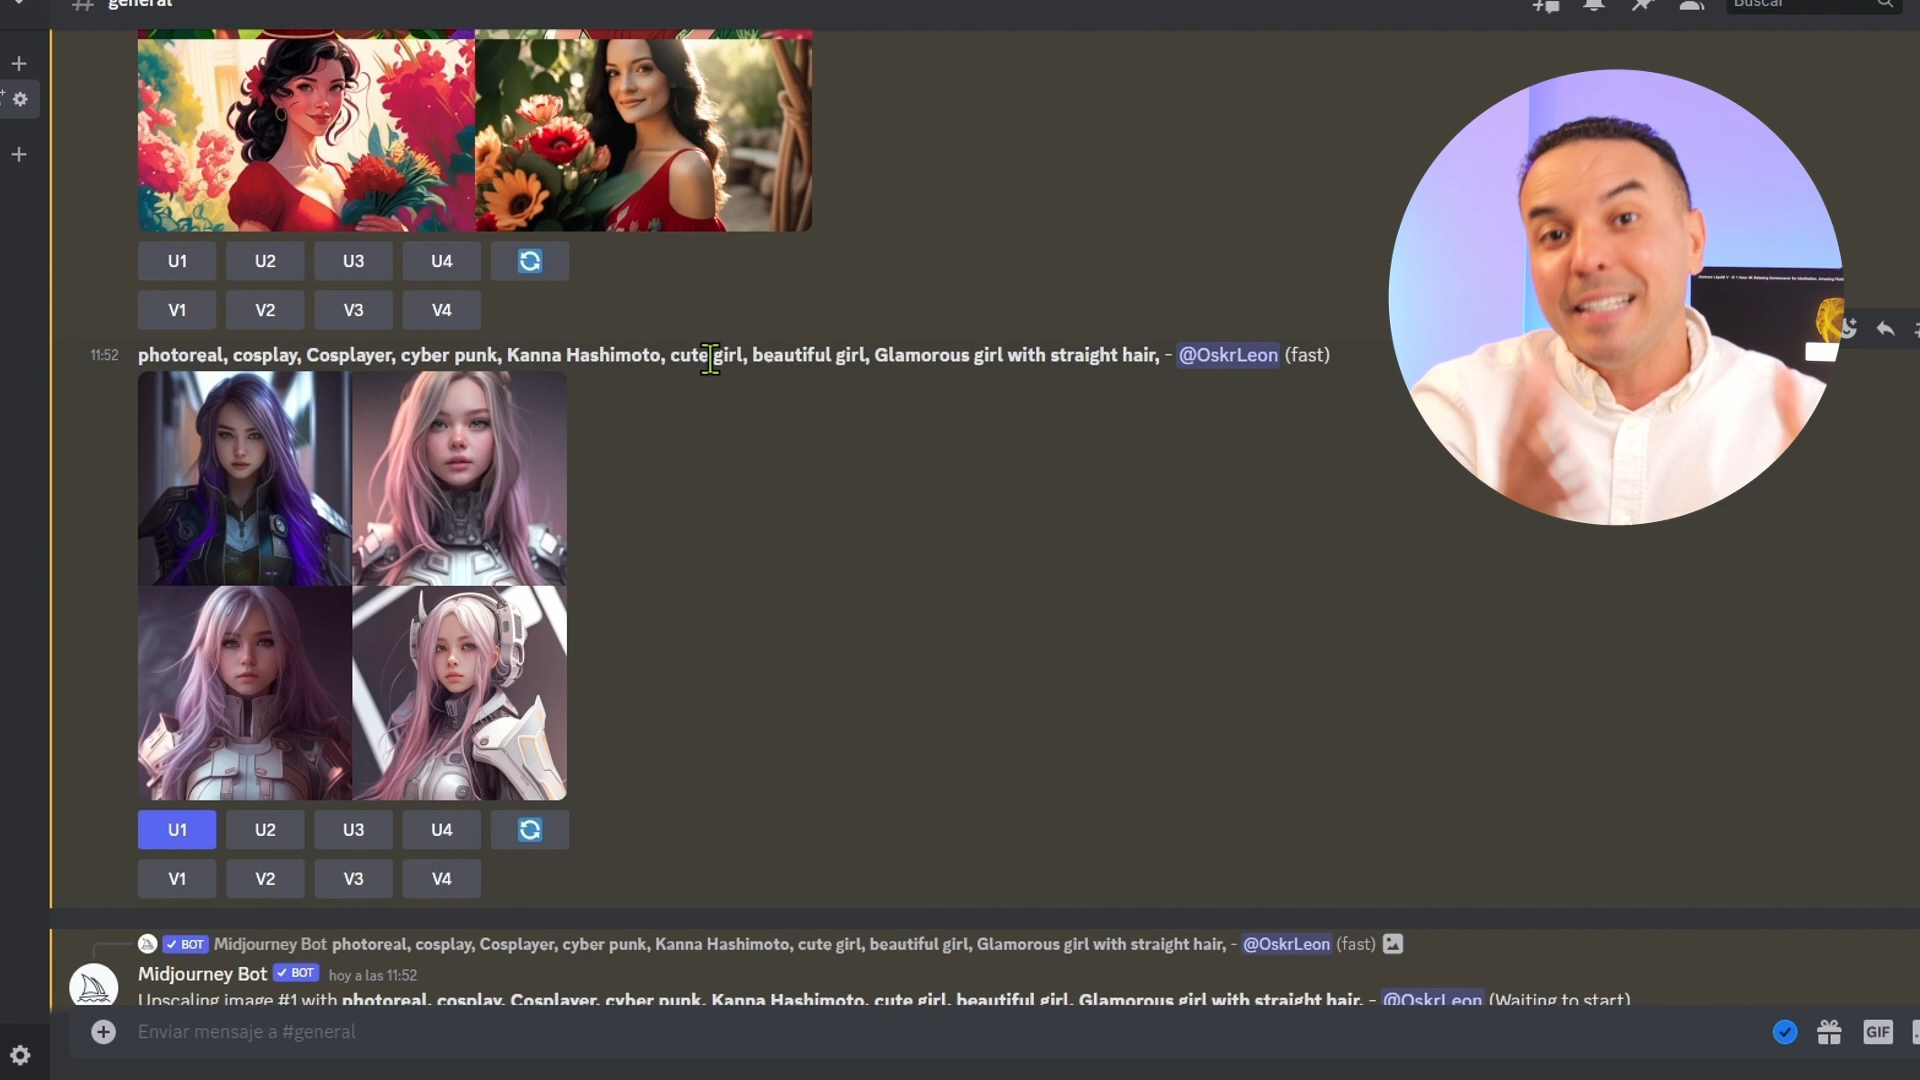 general
Buscar
U1 U2 U3 U4
V1 V2 V3 V4
11:52 photoreal, cosplay, Cosplayer, cyber punk, Kanna Hashimoto, cute girl, beautiful girl, Glamorous girl with straight hair, - @OskrLeon (fast)
U1 U2 U3 U4
V1 V2 V3 V4
BOT Midjourney Bot photoreal, cosplay, Cosplayer, cyber punk, Kanna Hashimoto, cute girl, beautiful girl, Glamorous girl with straight hair, - @OskrLeon (fast)
Midjourney Bot BOT hoy a las 11:52
Upscaling image #1 with photoreal, cosplay, Cosplayer, cyber punk, Kanna Hashimoto, cute girl, beautiful girl, Glamorous girl with straight hair, - @OskrLeon (Waiting to start)
Enviar mensaje a #general
GIF